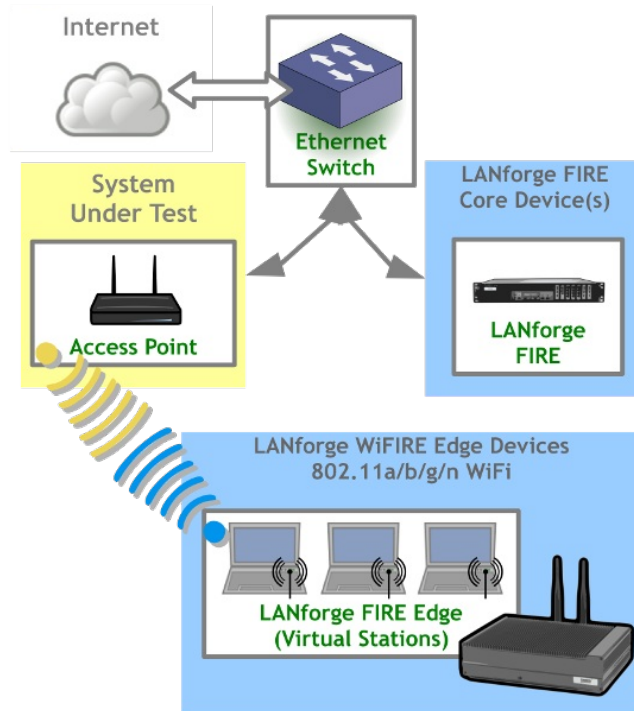 Internet
Ethernet
Switch
System
Under Test
Access Point
LANforge FIRE
Core Device(s)
LANforge
FIRE
LANforge WiFIRE Edge Devices
802.11a/b/g/n WiFi
LANforge FIRE Edge
(Virtual Stations)